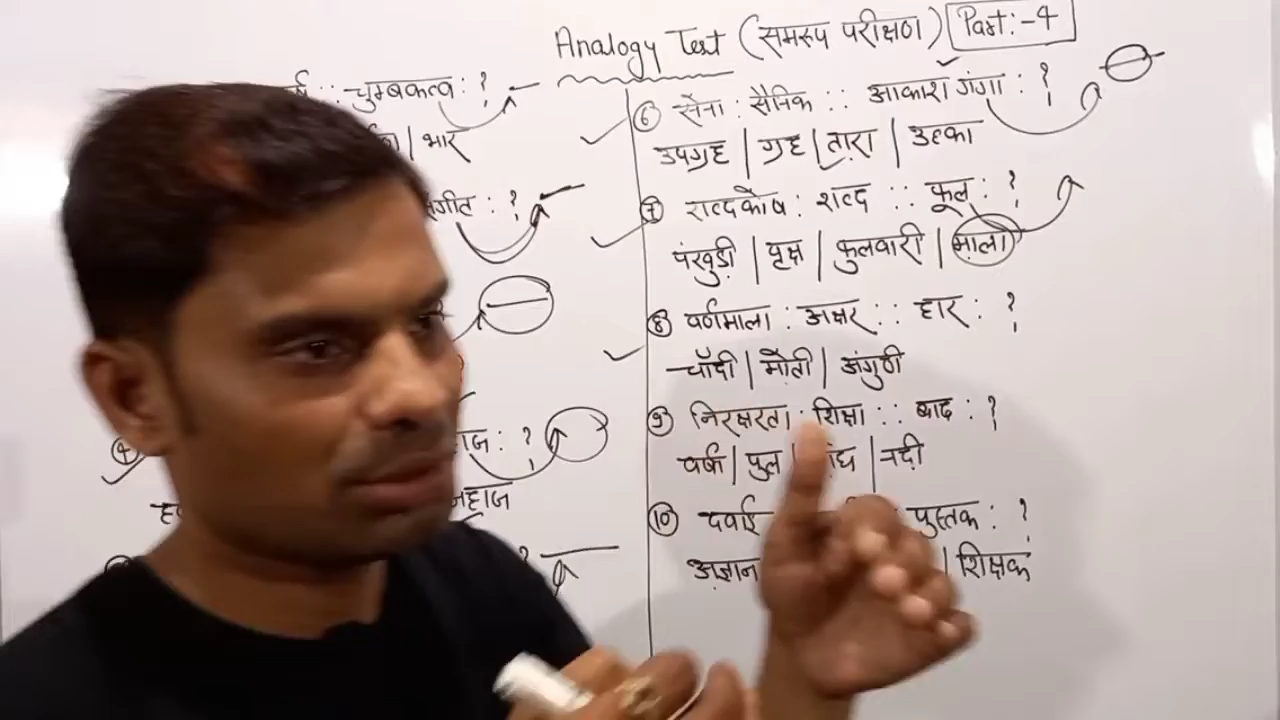 Analogy Test (समरूप परीक्षण) Part:-4
:: चुम्बकत्व : ?
| भार
: ?
④ : ?
जहाज
⑥ सेना : सैनिक :: आकाश गंगा : ?
उपग्रह | ग्रह | तारा | उल्का
⑦ शब्दकोष : शब्द :: फूल : ?
पंखुड़ी | वृक्ष | फुलवारी | माला
⑧ वर्णमाला : अक्षर :: हार : ?
चाँदी | मोती | अंगुठी
⑨ निरक्षरता : शिक्षा :: बाढ़ : ?
वर्षा | पुल | | नदी
⑩ दवाई : पुस्तक : ?
अज्ञान | शिक्षक